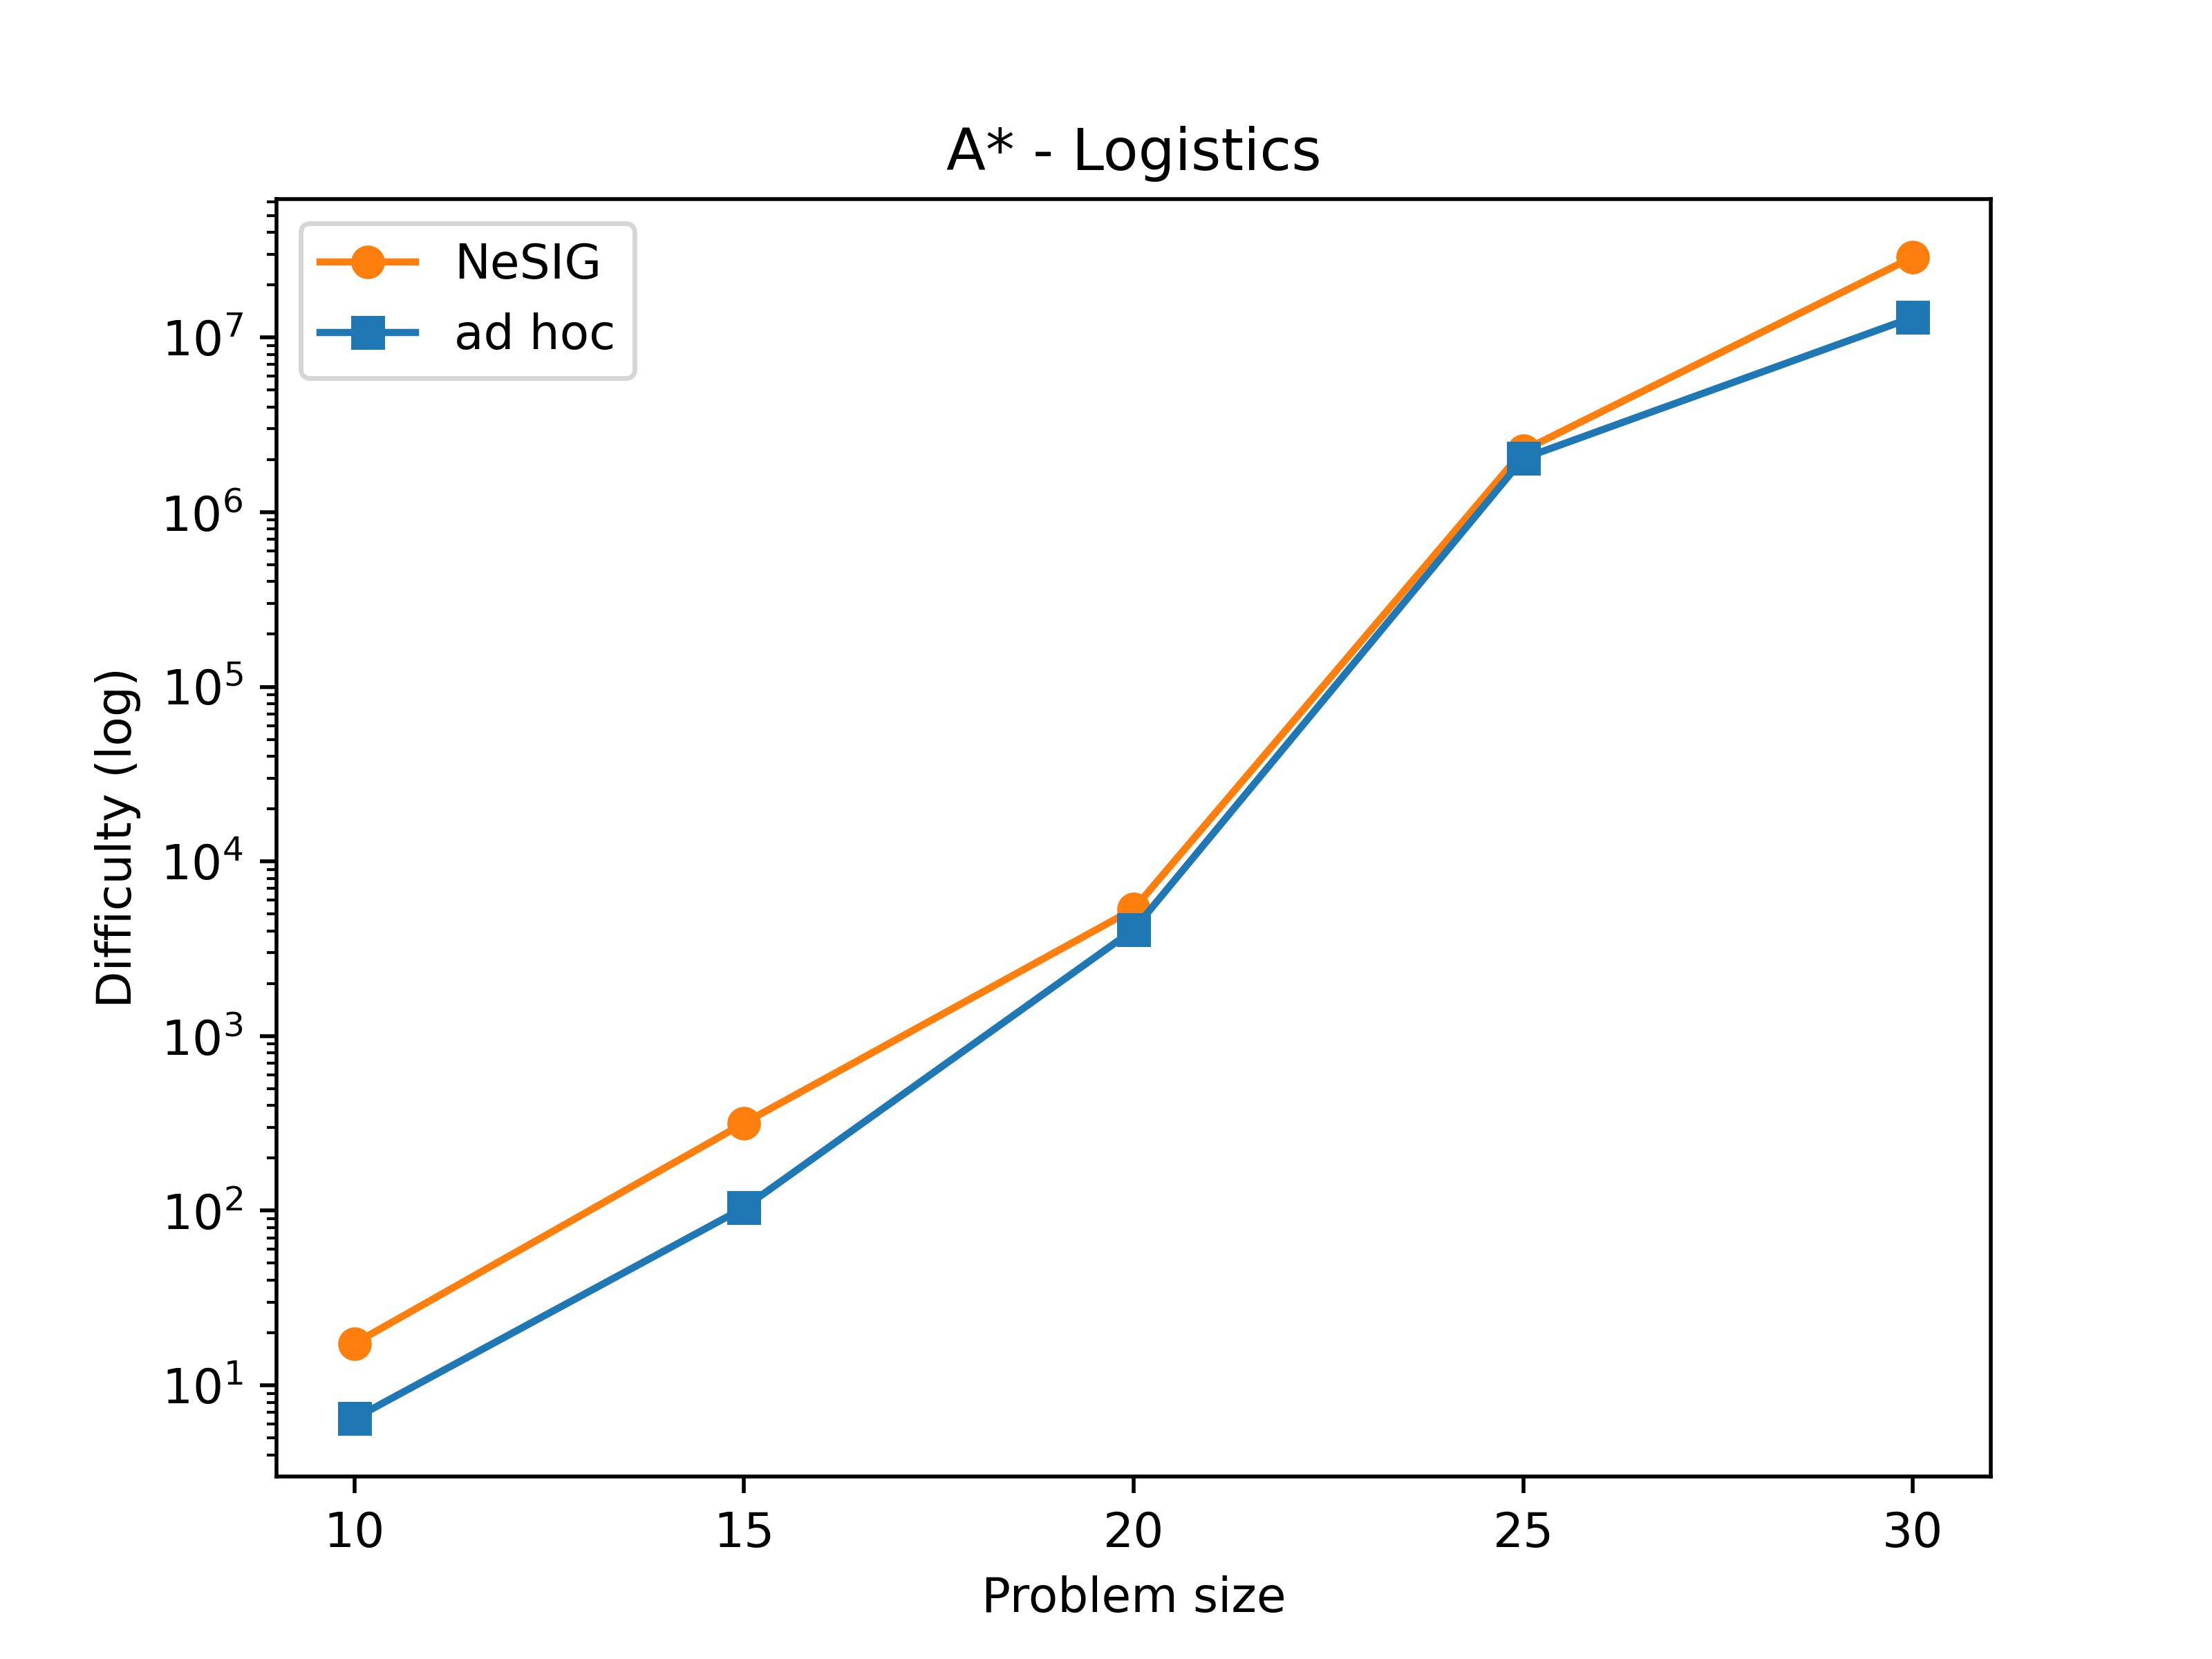 A* - Logistics
NeSIG
ad hoc
Difficulty (log)
10⁷
10⁶
10⁵
10⁴
10³
10²
10¹
10 15 20 25 30
Problem size